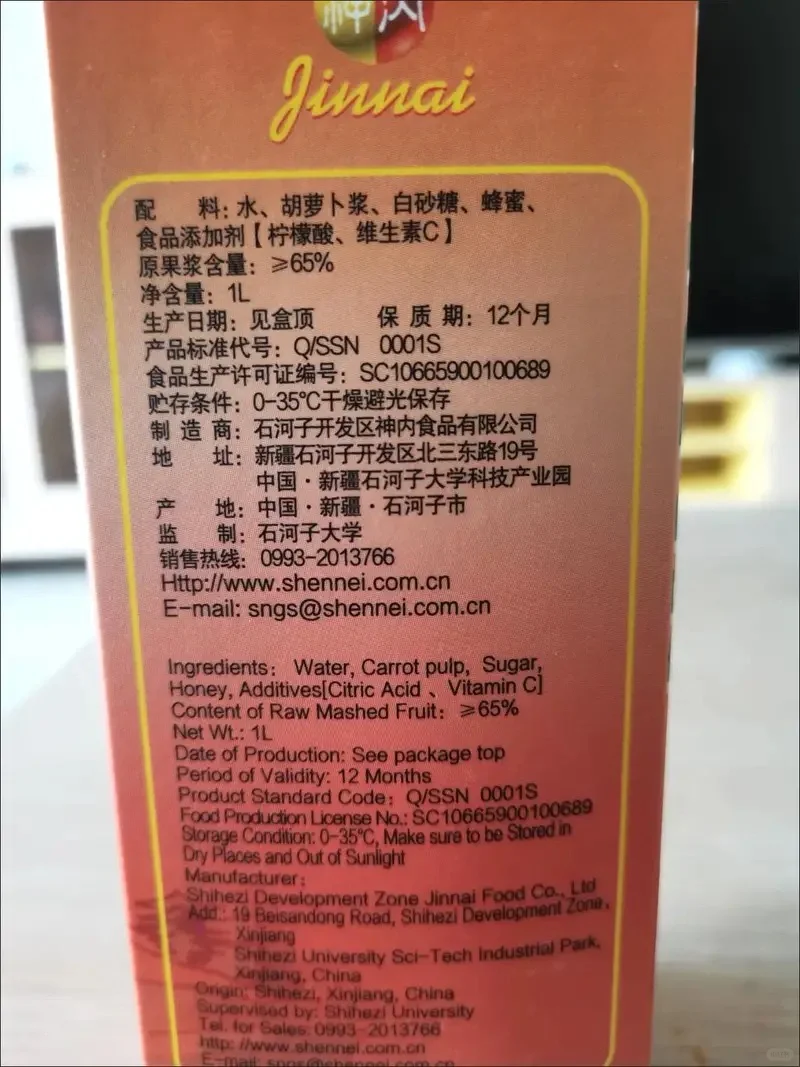 神内
Jinnai
配 料：水、胡萝卜浆、白砂糖、蜂蜜、
食品添加剂【柠檬酸、维生素C】
原果浆含量：≥65%
净含量：1L
生产日期：见盒顶 保 质 期：12个月
产品标准代号：Q/SSN 0001S
食品生产许可证编号：SC10665900100689
贮存条件：0-35℃干燥避光保存
制 造 商：石河子开发区神内食品有限公司
地 址：新疆石河子开发区北三东路19号
中国·新疆石河子大学科技产业园
产 地：中国·新疆·石河子市
监 制：石河子大学
销售热线：0993-2013766
Http://www.shennei.com.cn
E-mail: sngs@shennei.com.cn
Ingredients： Water, Carrot pulp, Sugar,
Honey, Additives[Citric Acid 、Vitamin C]
Content of Raw Mashed Fruit：≥65%
Net Wt.: 1L
Date of Production: See package top
Period of Validity: 12 Months
Product Standard Code：Q/SSN 0001S
Food Production License No.: SC10665900100689
Storage Condition: 0-35℃, Make sure to be Stored in
Dry Places and Out of Sunlight
Manufacturer：
Shihezi Development Zone Jinnai Food Co., Ltd
Add.: 19 Beisandong Road, Shihezi Development Zone,
Xinjiang
Shihezi University Sci-Tech Industrial Park,
Xinjiang, China
Origin: Shihezi, Xinjiang, China
Supervised by: Shihezi University
Tel. for Sales: 0993-2013766
http: //www.shennei.com.cn
E-mail: sngs@shennei.com.cn